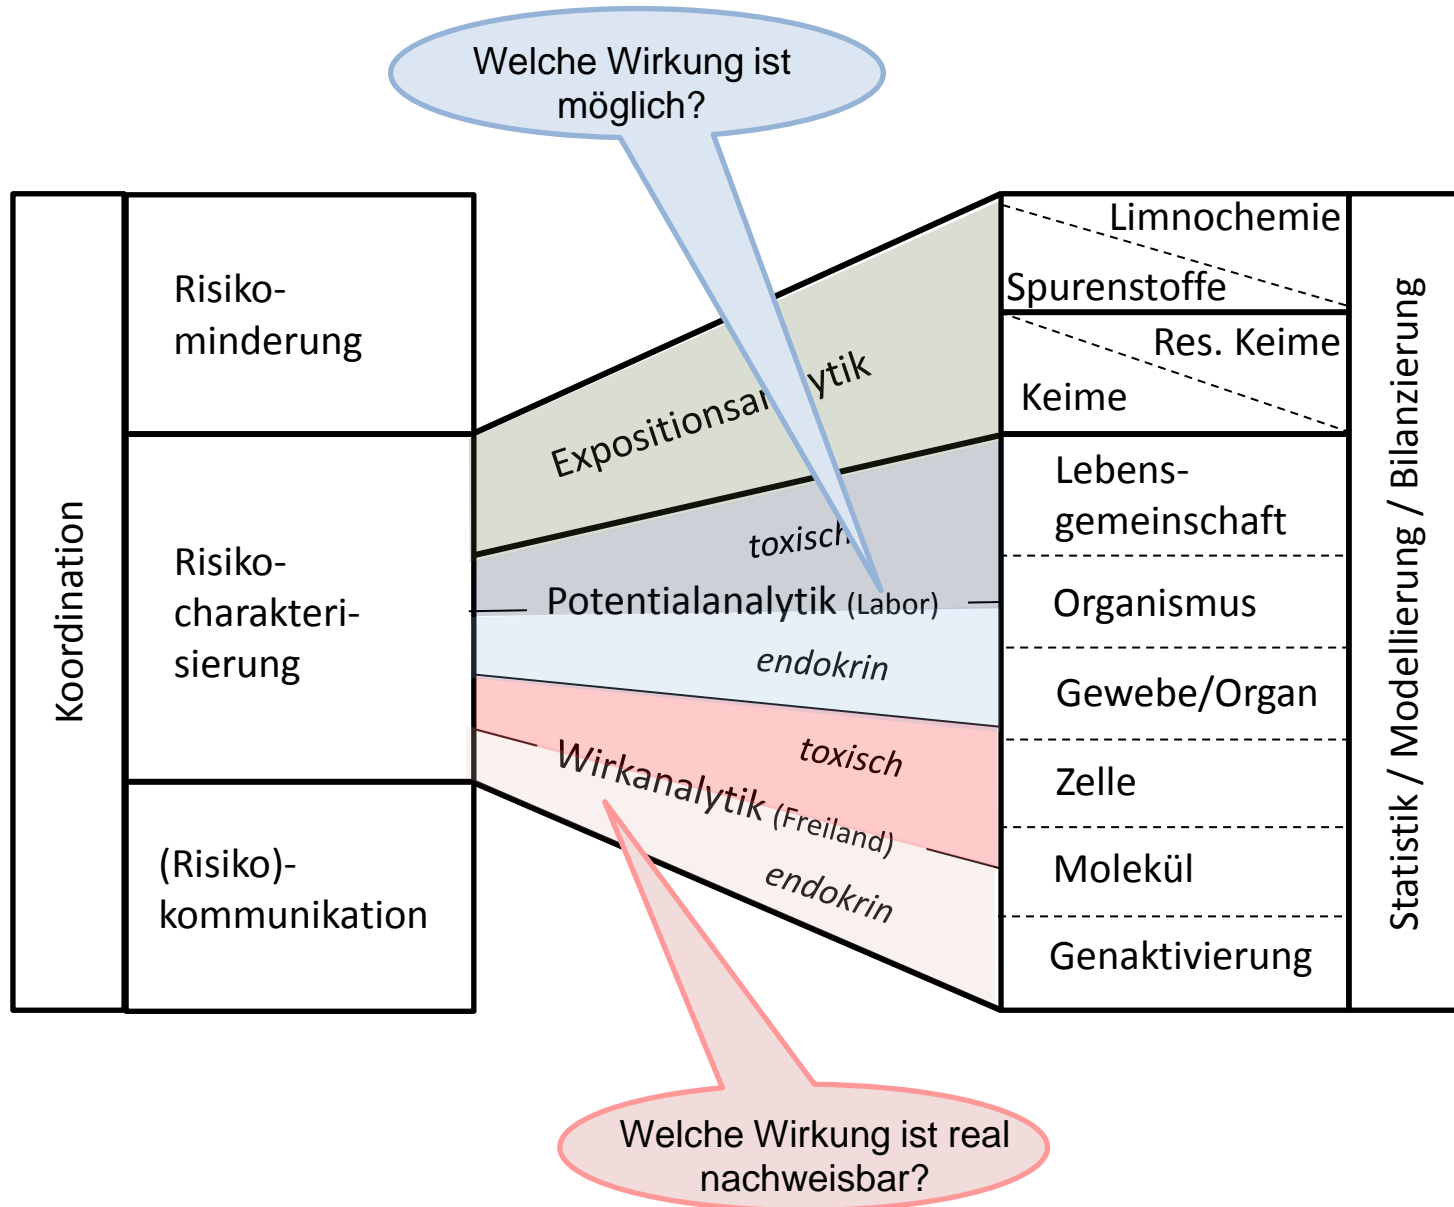 Welche Wirkung ist
möglich?
Koordination
Risiko-
minderung
Risiko-
charakteri-
sierung
(Risiko)-
kommunikation
Expositionsanalytik
toxisch
Potentialanalytik (Labor)
endokrin
toxisch
Wirkanalytik (Freiland)
endokrin
Limnochemie
Spurenstoffe
Res. Keime
Keime
Lebens-
gemeinschaft
Organismus
Gewebe/Organ
Zelle
Molekül
Genaktivierung
Statistik / Modellierung / Bilanzierung
Welche Wirkung ist real
nachweisbar?